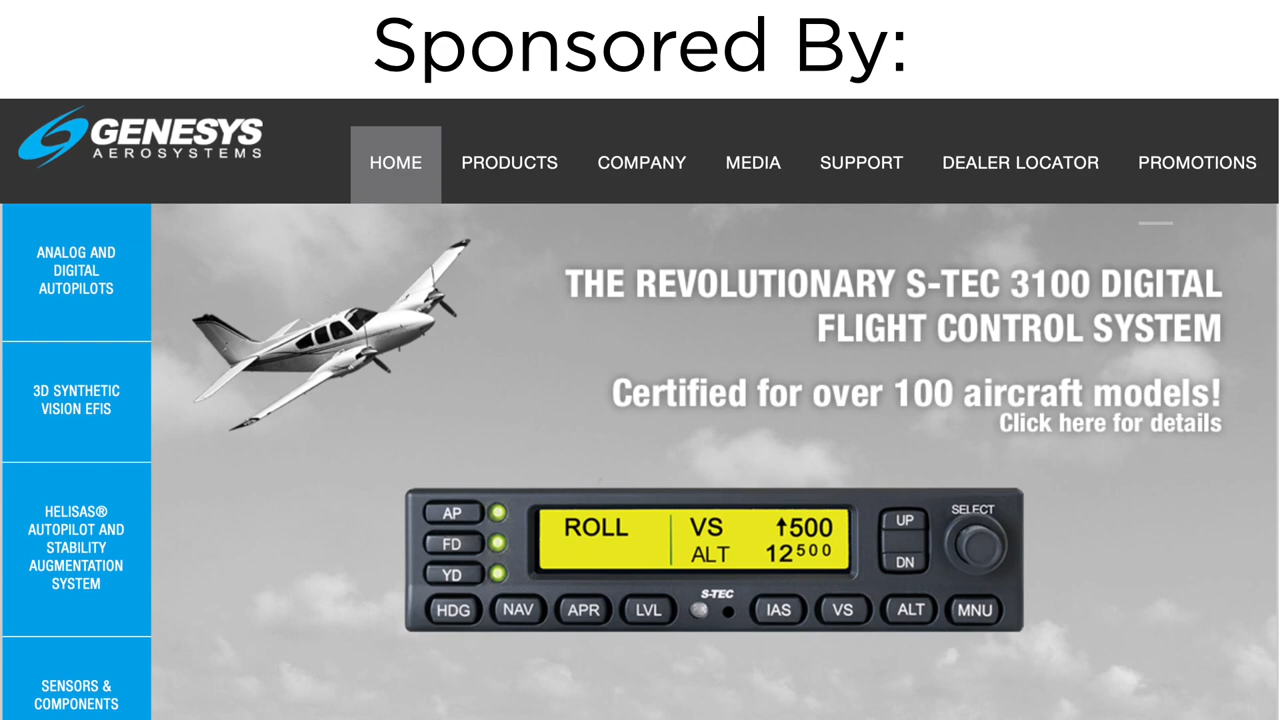 Sponsored By:
GENESYS
AEROSYSTEMS
HOME PRODUCTS COMPANY MEDIA SUPPORT DEALER LOCATOR PROMOTIONS
ANALOG AND
DIGITAL
AUTOPILOTS
3D SYNTHETIC
VISION EFIS
HELISAS®
AUTOPILOT AND
STABILITY
AUGMENTATION
SYSTEM
SENSORS &
COMPONENTS
THE REVOLUTIONARY S-TEC 3100 DIGITAL
FLIGHT CONTROL SYSTEM
Certified for over 100 aircraft models!
Click here for details
AP
FD
YD
ROLL VS ↑500
ALT 12500
UP
DN
SELECT
S-TEC
HDG NAV APR LVL IAS VS ALT MNU